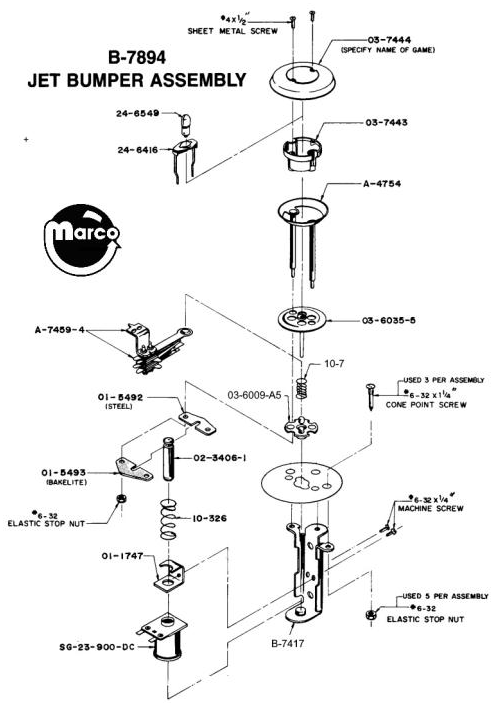 #4 X 1/2"
SHEET METAL SCREW
B-7894
JET BUMPER ASSEMBLY
03-7444
(SPECIFY NAME OF GAME)
24-6549
03-7443
24-6416
A-4754
Marco
03-6035-5
A-7459-4
10-7
USED 3 PER ASSEMBLY
#6-32 X 1 1/4"
CONE POINT SCREW
01-5492
(STEEL)
03-6009-A5
02-3406-1
01-5493
(BAKELITE)
#6-32
ELASTIC STOP NUT
10-326
#6-32 X 1/4"
MACHINE SCREW
01-1747
USED 5 PER ASSEMBLY
#6-32
ELASTIC STOP NUT
SG-23-900-DC
B-7417